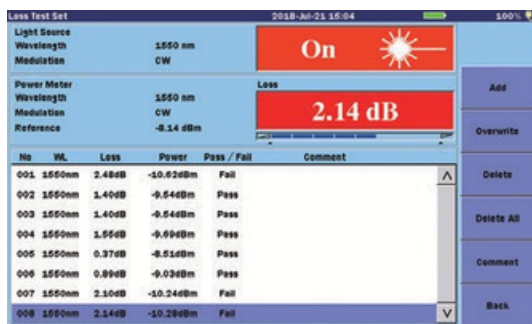 Loss Test Set 2018-Jul-21 15:04 100%
Light Source
Wavelength 1550 nm
Modulation CW
On
Power Meter
Wavelength 1550 nm
Modulation CW
Reference -8.14 dBm
Loss
2.14 dB
No WL Loss Power Pass / Fail Comment
001 1550nm 2.48dB -10.62dBm Fail
002 1550nm 1.40dB -9.54dBm Pass
003 1550nm 1.40dB -9.54dBm Pass
004 1550nm 1.55dB -9.69dBm Pass
005 1550nm 0.37dB -8.51dBm Pass
006 1550nm 0.89dB -9.03dBm Pass
007 1550nm 2.10dB -10.24dBm Fail
008 1550nm 2.14dB -10.28dBm Fail
Add
Overwrite
Delete
Delete All
Comment
Back